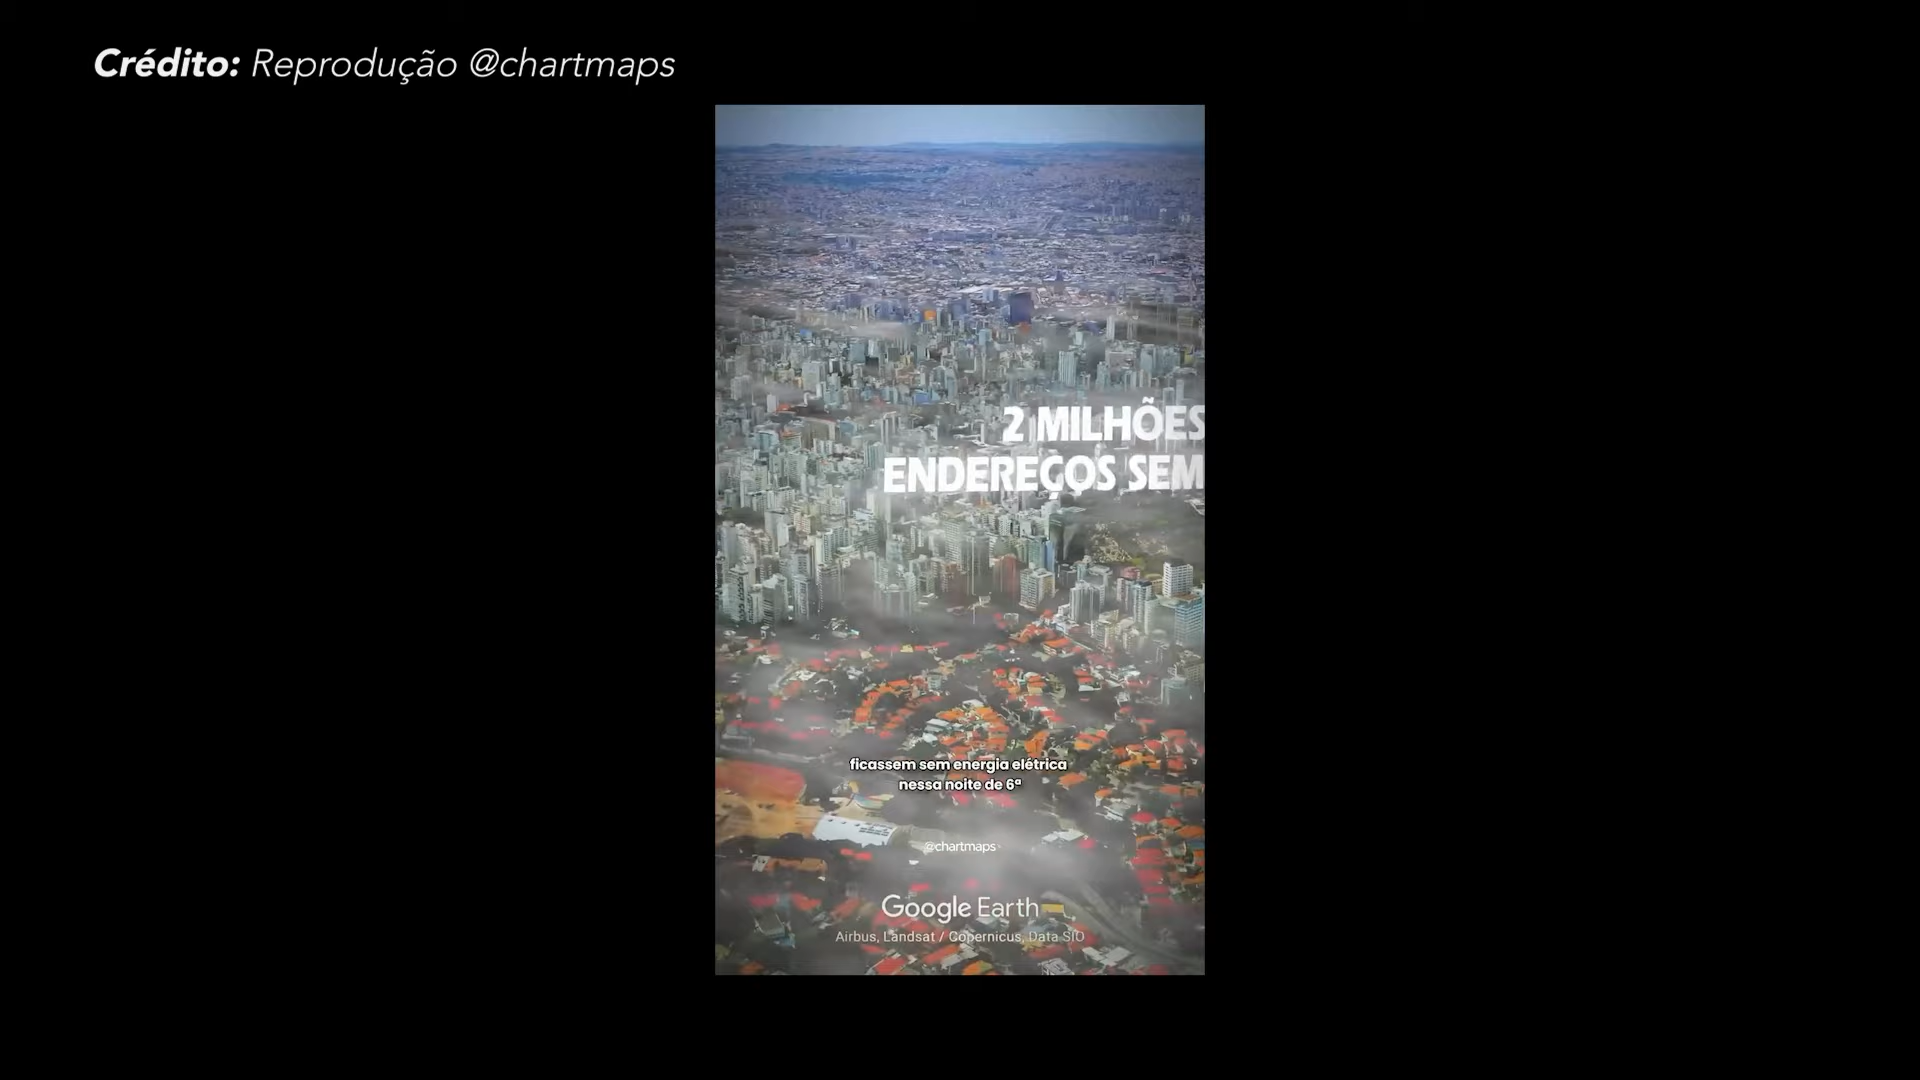 Crédito: Reprodução @chartmaps
2 MILHÕES
ENDEREÇOS SEM
ficassem sem energia elétrica
nessa noite de 6ª
@chartmaps
Google Earth
Airbus, Landsat / Copernicus, Data SIO